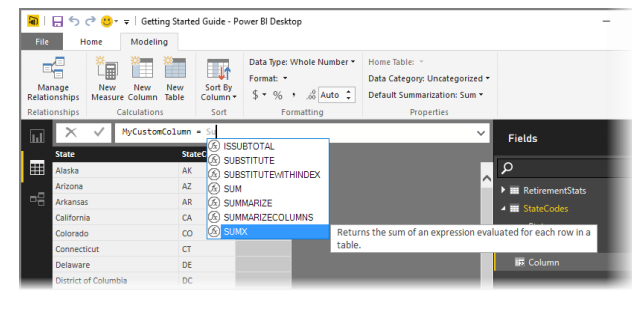 Getting Started Guide - Power BI Desktop
File Home Modeling
Manage Relationships
New Measure
New Column
New Table
Sort By Column
Data Type: Whole Number
Format:
$ % , .00 Auto
Home Table:
Data Category: Uncategorized
Default Summarization: Sum
Relationships Calculations Sort Formatting Properties
MyCustomColumn = Su
Fields
State StateC
Alaska AK
Arizona AZ
Arkansas AR
California CA
Colorado CO
Connecticut CT
Delaware DE
District of Columbia DC
ISSUBTOTAL
SUBSTITUTE
SUBSTITUTEWITHINDEX
SUM
SUMMARIZE
SUMMARIZECOLUMNS
SUMX
Returns the sum of an expression evaluated for each row in a
table.
RetirementStats
StateCodes
Column